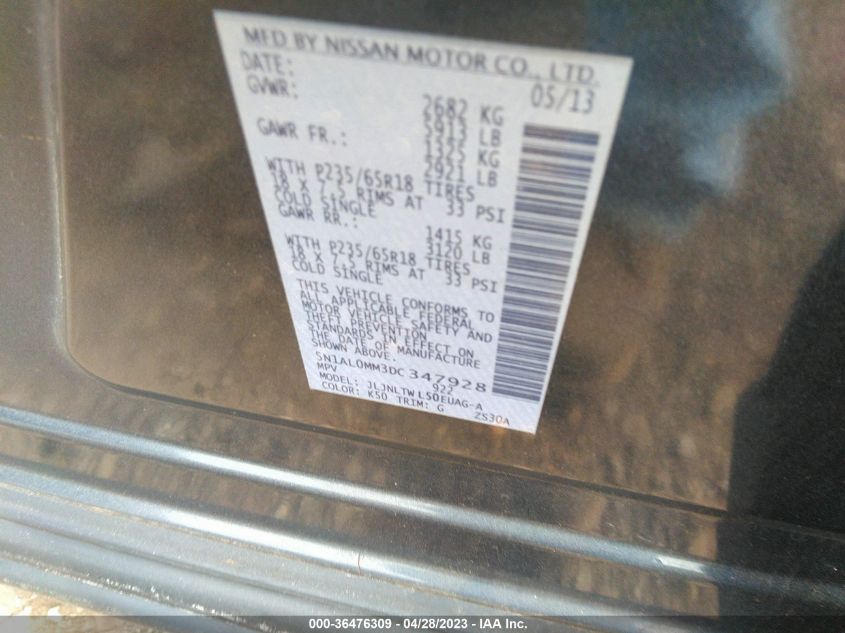 MFD BY NISSAN MOTOR CO., LTD.
DATE: 05/13
GVWR: 2682 KG
5913 LB
GAWR FR.: 1325 KG
2921 LB
WITH P235/65R18 TIRES
18 X 7.5 RIMS AT 33 PSI
COLD SINGLE
GAWR RR.: 1415 KG
3120 LB
WITH P235/65R18 TIRES
18 X 7.5 RIMS AT 33 PSI
COLD SINGLE
THIS VEHICLE CONFORMS TO
ALL APPLICABLE FEDERAL
MOTOR VEHICLE SAFETY AND
THEFT PREVENTION
STANDARDS IN EFFECT ON
THE DATE OF MANUFACTURE
SHOWN ABOVE.
5N1AL0MM3DC347928
MPV 922
MODEL: JLJNLTWL50EUAG-A
COLOR: K50 TRIM: G ZS30A
000-36476309 - 04/28/2023 - IAA Inc.